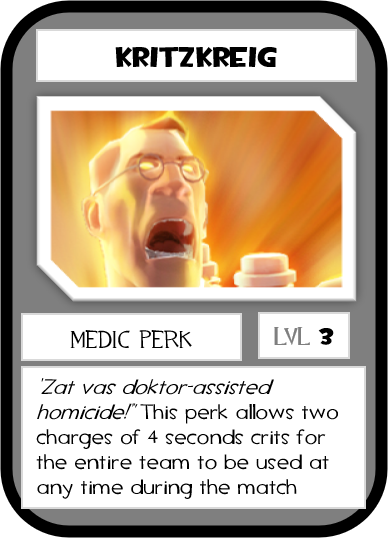 KRITZKREIG
MEDIC PERK
LVL 3
'Zat vas doktor-assisted
homicide!" This perk allows two
charges of 4 seconds crits for
the entire team to be used at
any time during the match